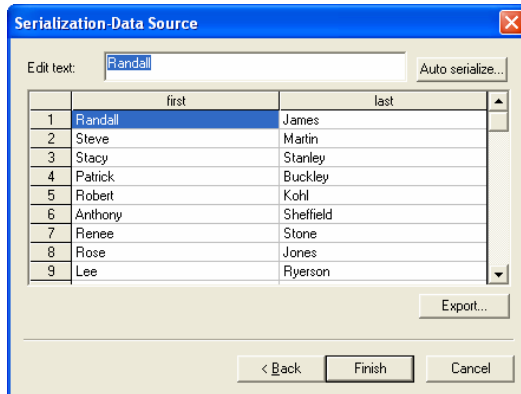 Serialization-Data Source
Edit text: Randall Auto serialize...
first last
1 Randall James
2 Steve Martin
3 Stacy Stanley
4 Patrick Buckley
5 Robert Kohl
6 Anthony Sheffield
7 Renee Stone
8 Rose Jones
9 Lee Ryerson
Export...
< Back Finish Cancel